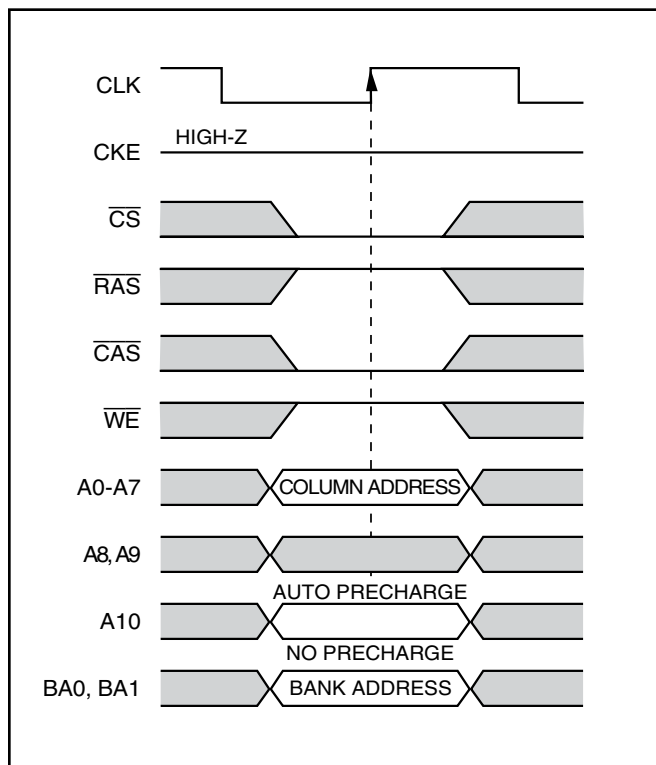 CLK
HIGH-Z
CKE
CS
RAS
CAS
WE
A0-A7 COLUMN ADDRESS
A8, A9
AUTO PRECHARGE
A10
NO PRECHARGE
BA0, BA1 BANK ADDRESS